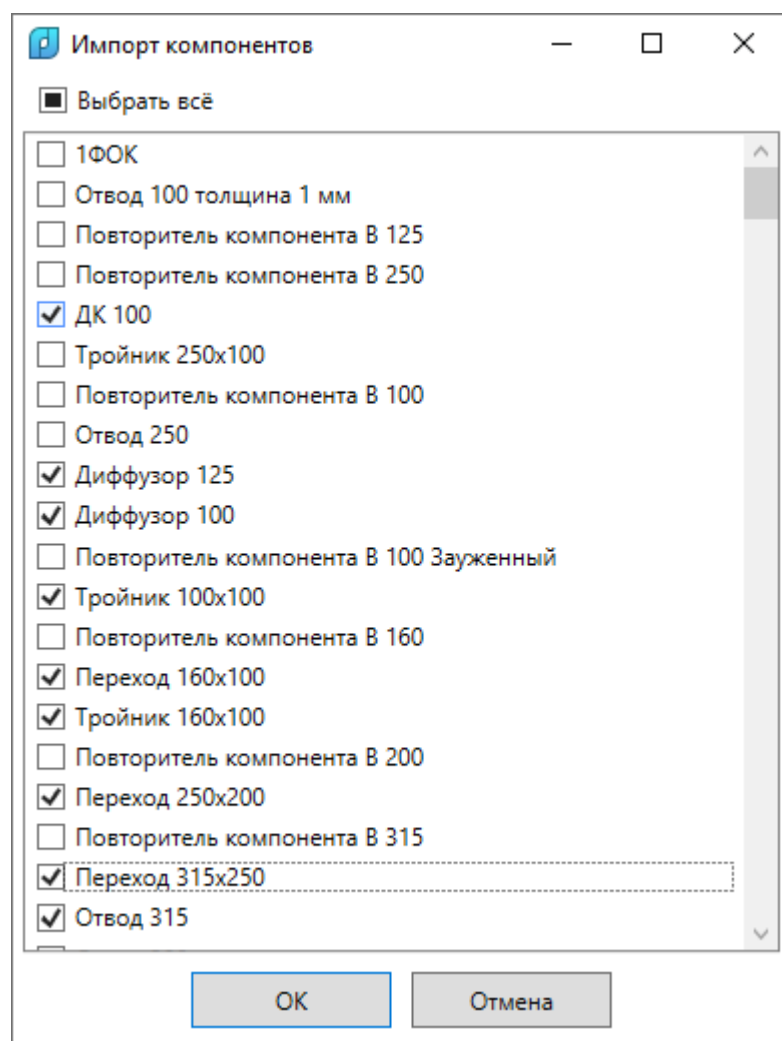 Импорт компонентов
Выбрать всё
1ФОК
Отвод 100 толщина 1 мм
Повторитель компонента В 125
Повторитель компонента В 250
ДК 100
Тройник 250x100
Повторитель компонента В 100
Отвод 250
Диффузор 125
Диффузор 100
Повторитель компонента В 100 Зауженный
Тройник 100x100
Повторитель компонента В 160
Переход 160x100
Тройник 160x100
Повторитель компонента В 200
Переход 250x200
Повторитель компонента В 315
Переход 315x250
Отвод 315
ОК
Отмена